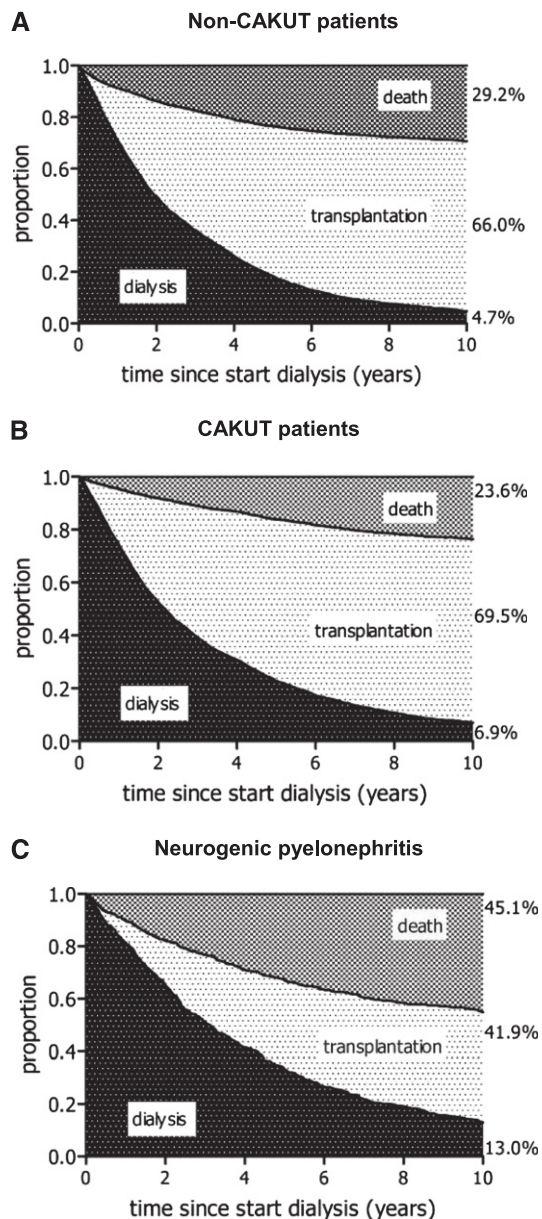 A
Non-CAKUT patients
1.0
0.8
0.6
0.4
0.2
0.0
proportion
death
transplantation
dialysis
29.2%
66.0%
4.7%
0 2 4 6 8 10
time since start dialysis (years)
B
CAKUT patients
1.0
0.8
0.6
0.4
0.2
0.0
proportion
death
transplantation
dialysis
23.6%
69.5%
6.9%
0 2 4 6 8 10
time since start dialysis (years)
C
Neurogenic pyelonephritis
1.0
0.8
0.6
0.4
0.2
0.0
proportion
death
transplantation
dialysis
45.1%
41.9%
13.0%
0 2 4 6 8 10
time since start dialysis (years)